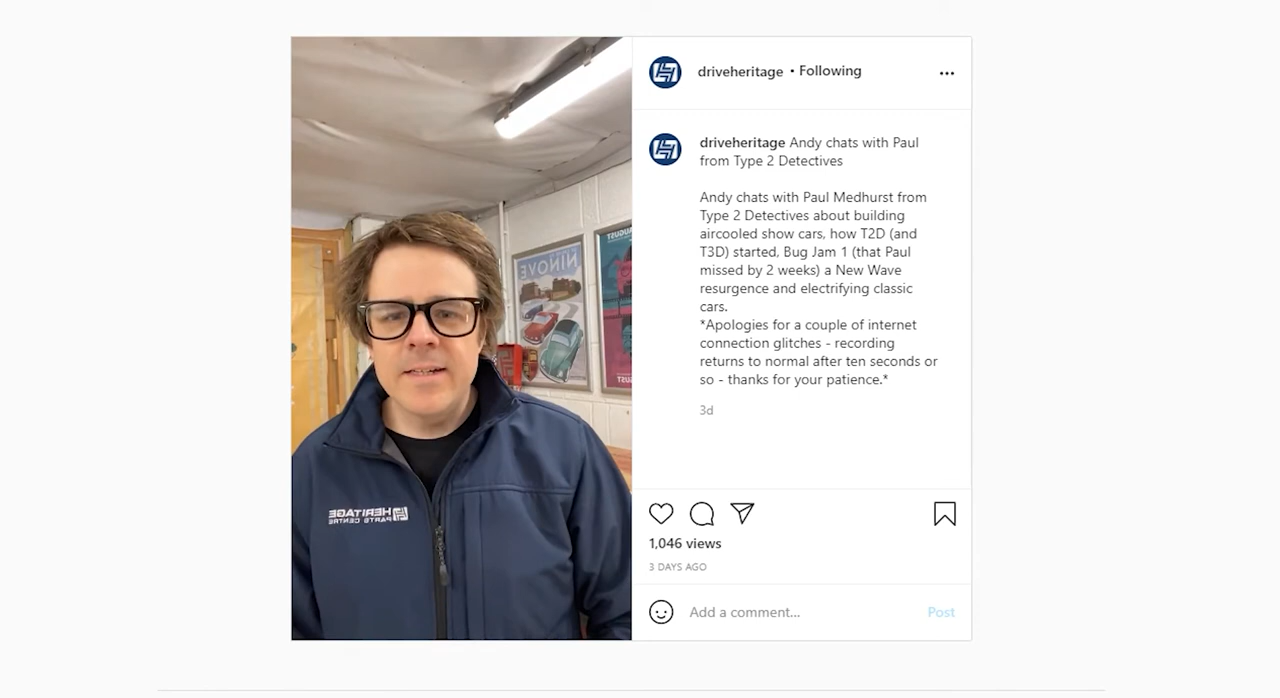 driveheritage • Following
driveheritage Andy chats with Paul
from Type 2 Detectives
Andy chats with Paul Medhurst from
Type 2 Detectives about building
aircooled show cars, how T2D (and
T3D) started, Bug Jam 1 (that Paul
missed by 2 weeks) a New Wave
resurgence and electrifying classic
cars.
*Apologies for a couple of internet
connection glitches - recording
returns to normal after ten seconds or
so - thanks for your patience.*
3d
1,046 views
3 DAYS AGO
Add a comment...
Post
NINOVE
AUGUST
AUGUST
HERITAGE
PARTS CENTRE